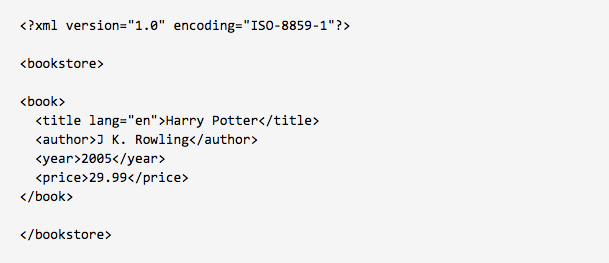 <?xml version="1.0" encoding="ISO-8859-1"?>
<bookstore>
<book>
  <title lang="en">Harry Potter</title>
  <author>J K. Rowling</author>
  <year>2005</year>
  <price>29.99</price>
</book>
</bookstore>